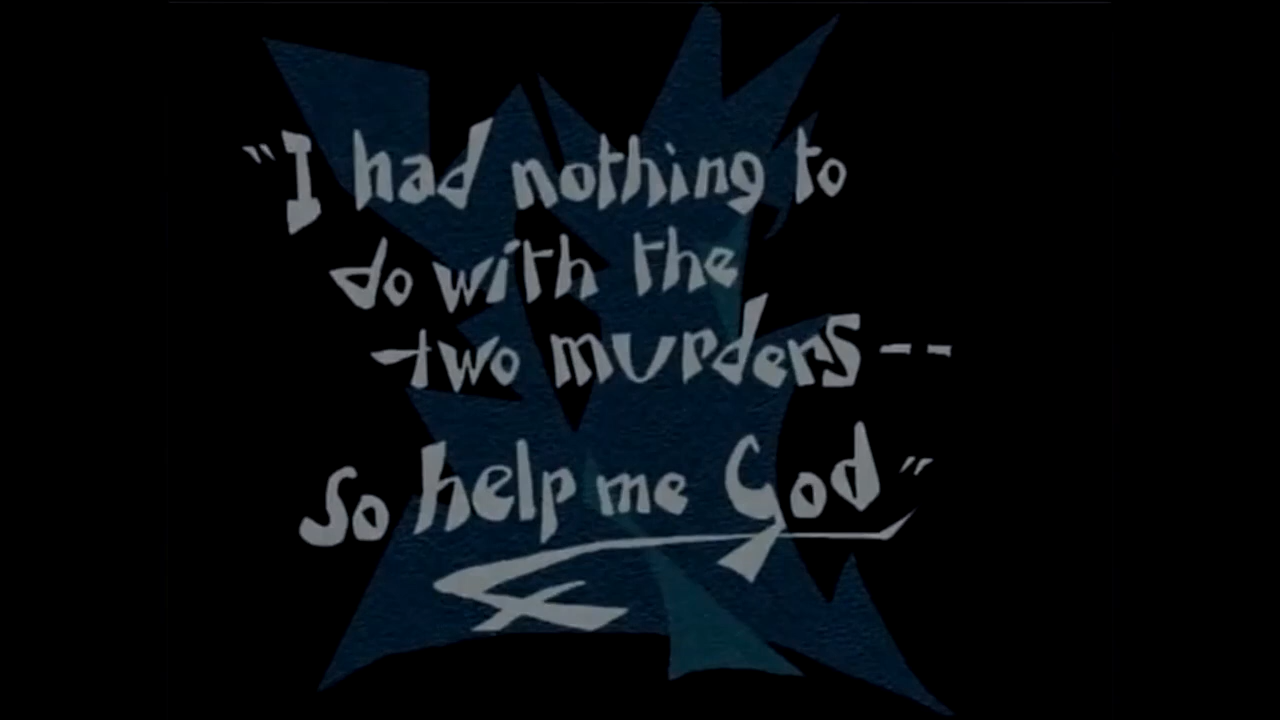 "I had nothing to
do with the
two murders--
So help me God"